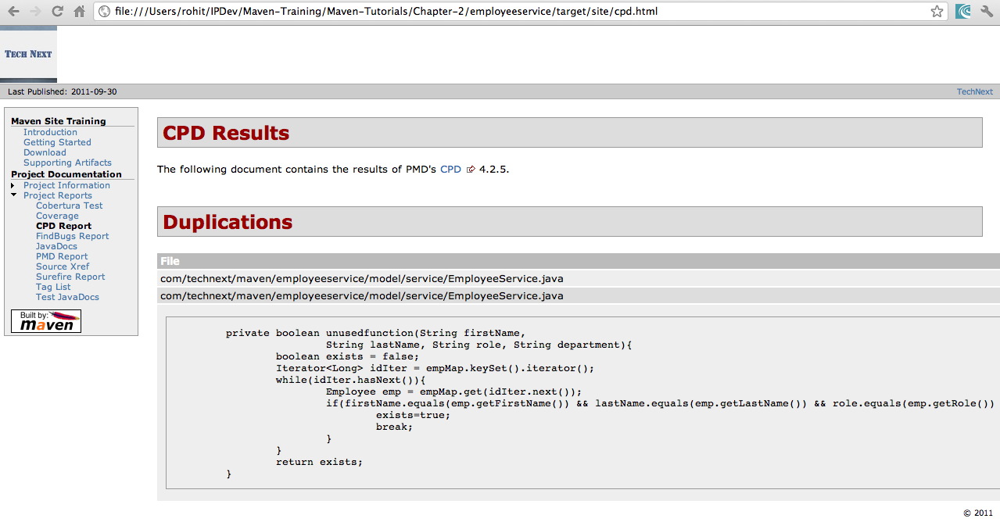 file:///Users/rohit/IPDev/Maven-Training/Maven-Tutorials/Chapter-2/employeeservice/target/site/cpd.html
TECH NEXT
Last Published: 2011-09-30
TechNext
Maven Site Training
Introduction
Getting Started
Download
Supporting Artifacts
Project Documentation
Project Information
Project Reports
Cobertura Test
Coverage
CPD Report
FindBugs Report
JavaDocs
PMD Report
Source Xref
Surefire Report
Tag List
Test JavaDocs
Built by:
maven
CPD Results
The following document contains the results of PMD's CPD 4.2.5.
Duplications
File
com/technext/maven/employeeservice/model/service/EmployeeService.java
com/technext/maven/employeeservice/model/service/EmployeeService.java
private boolean unusedfunction(String firstName,
String lastName, String role, String department){
boolean exists = false;
Iterator<Long> idIter = empMap.keySet().iterator();
while(idIter.hasNext()){
Employee emp = empMap.get(idIter.next());
if(firstName.equals(emp.getFirstName()) && lastName.equals(emp.getLastName()) && role.equals(emp.getRole())
exists=true;
break;
}
}
return exists;
}
© 2011